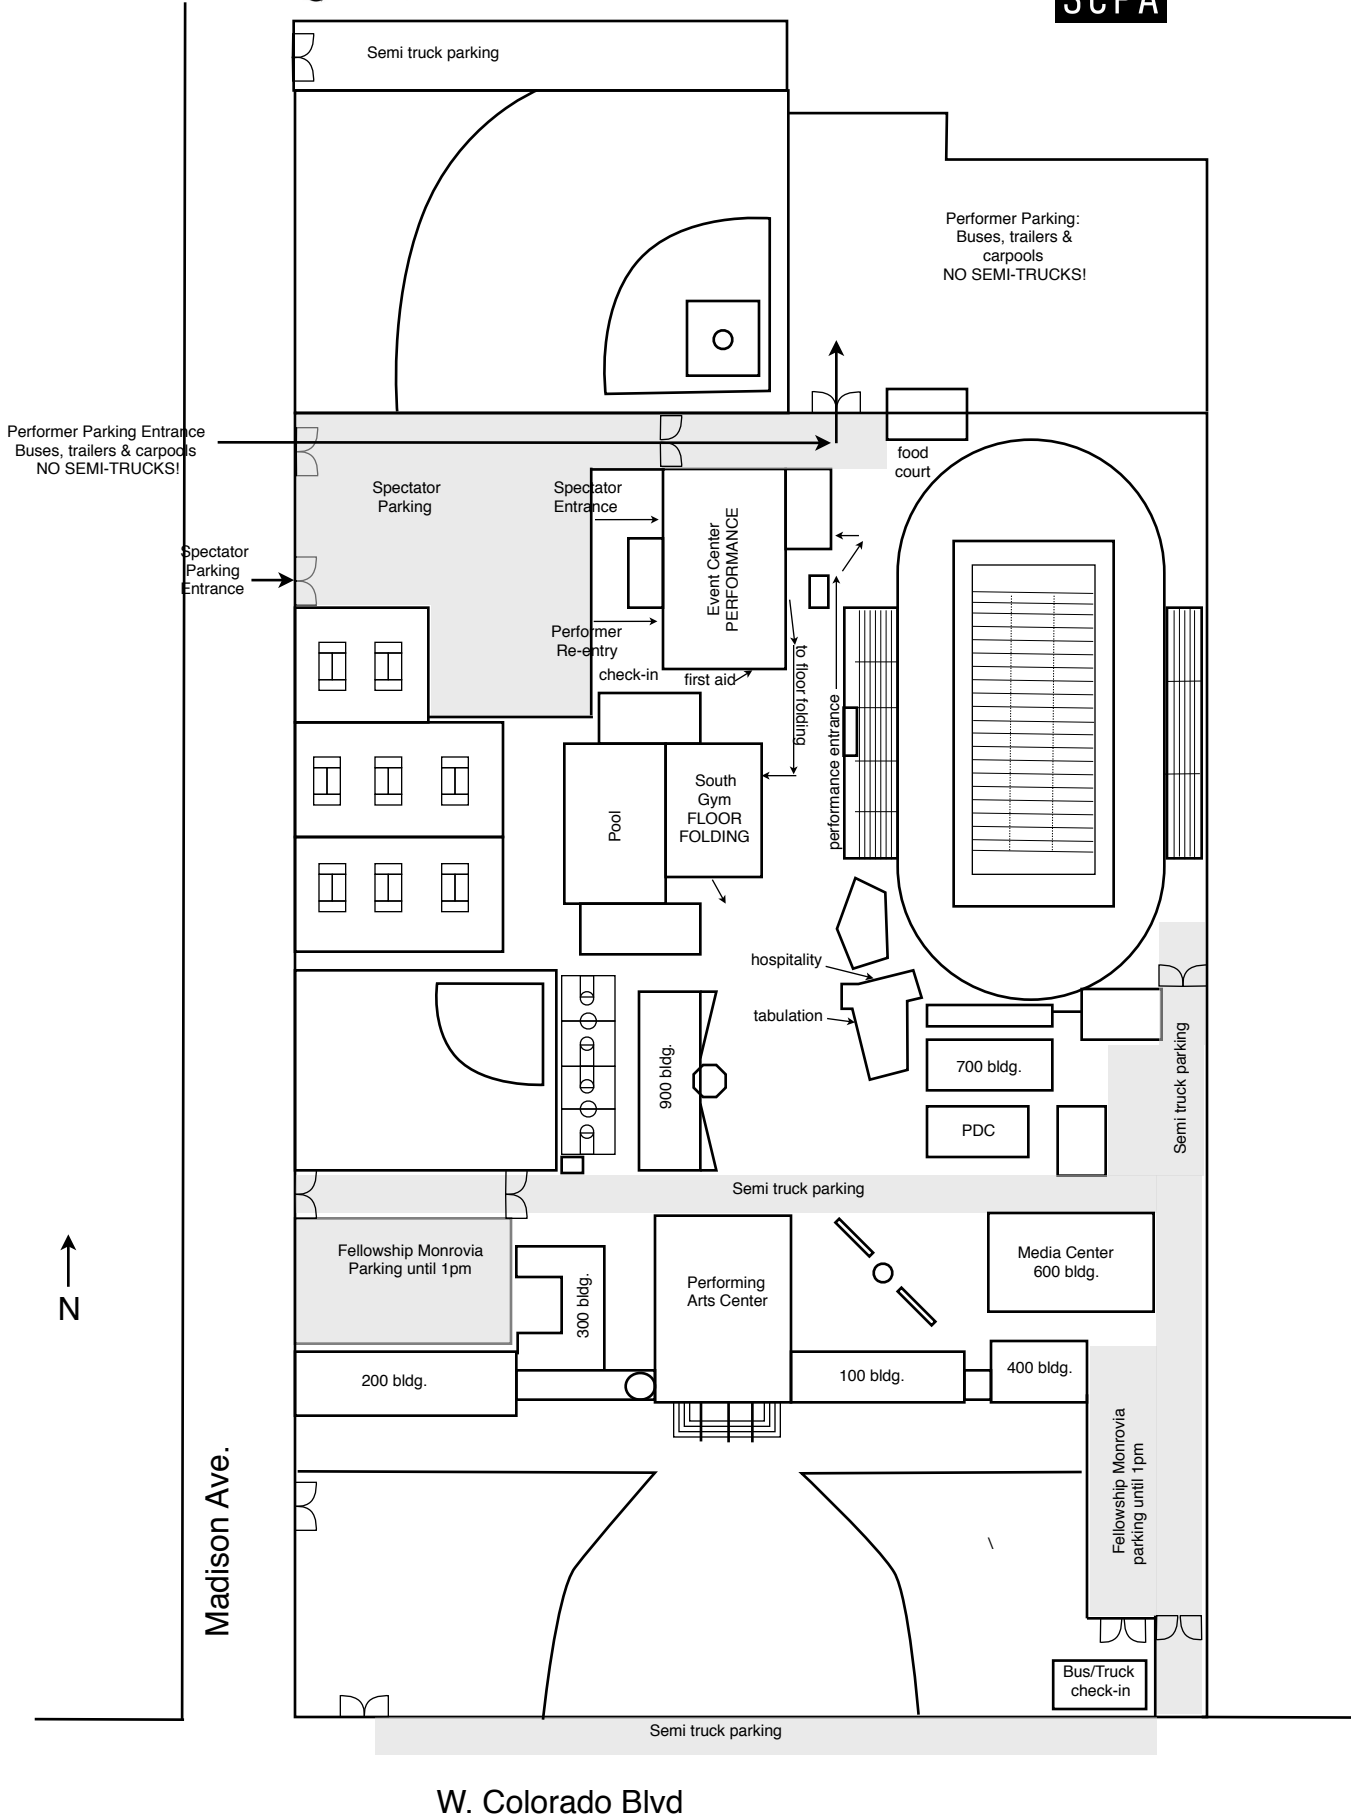 SCPA
Semi truck parking
Performer Parking:
Buses, trailers &
carpools
NO SEMI-TRUCKS!
Performer Parking Entrance
Buses, trailers & carpools
NO SEMI-TRUCKS!
food
court
Spectator
Parking
Spectator
Entrance
Event Center
PERFORMANCE
Spectator
Parking
Entrance
Performer
Re-entry
check-in
first aid
to floor folding
performance entrance
Pool
South
Gym
FLOOR
FOLDING
hospitality
tabulation
900 bldg.
700 bldg.
PDC
Semi truck parking
Semi truck parking
Fellowship Monrovia
Parking until 1pm
300 bldg.
Performing
Arts Center
Media Center
600 bldg.
N
200 bldg.
100 bldg.
400 bldg.
Fellowship Monrovia
parking until 1pm
Madison Ave.
\
Bus/Truck
check-in
Semi truck parking
W. Colorado Blvd